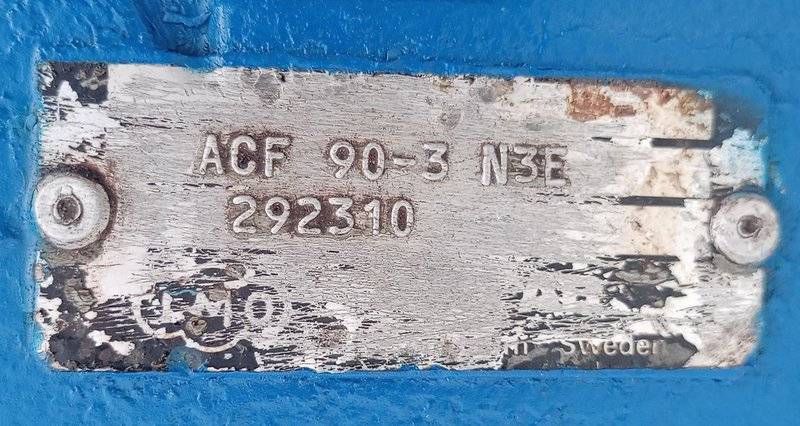 ACF 90-3 N3E
292310
IMO
Sweden